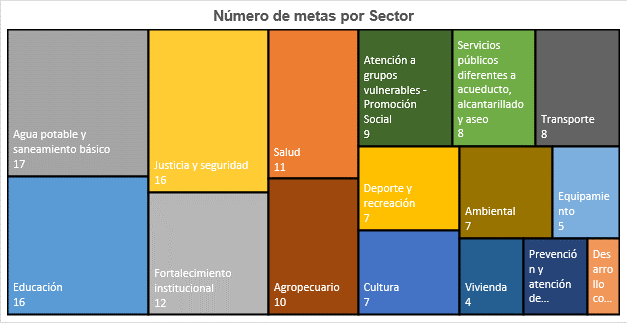 Número de metas por Sector
Agua potable y
saneamiento básico
17
Educación
16
Justicia y seguridad
16
Fortalecimiento
institucional
12
Salud
11
Agropecuario
10
Atención a
grupos
vulnerables -
Promoción
Social
9
Servicios
públicos
diferentes a
acueducto,
alcantarillado
y aseo
8
Transporte
8
Deporte y
recreación
7
Cultura
7
Ambiental
7
Equipamie
nto
5
Vivienda
4
Prevenció
n y
atención
de...
Des
arro
llo
co...